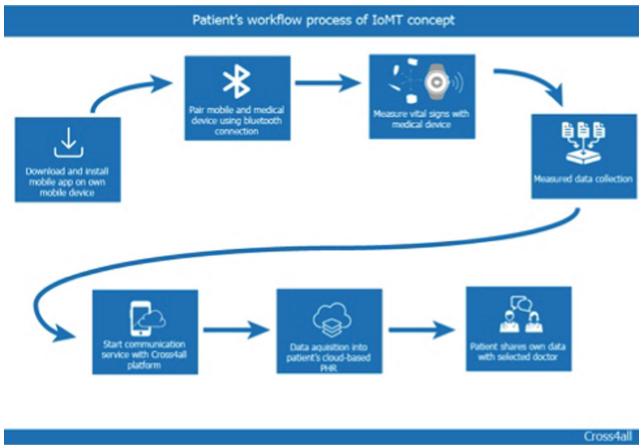 Patient's workflow process of IoMT concept
Pair mobile and medical
device using bluetooth
connection
Measure vital signs with
medical device
Download and install
mobile app on own
mobile device
Measured data collection
Start communication
service with Cross4all
platform
Data aquisition into
patient's cloud-based
PHR
Patient shares own data
with selected doctor
Cross4all